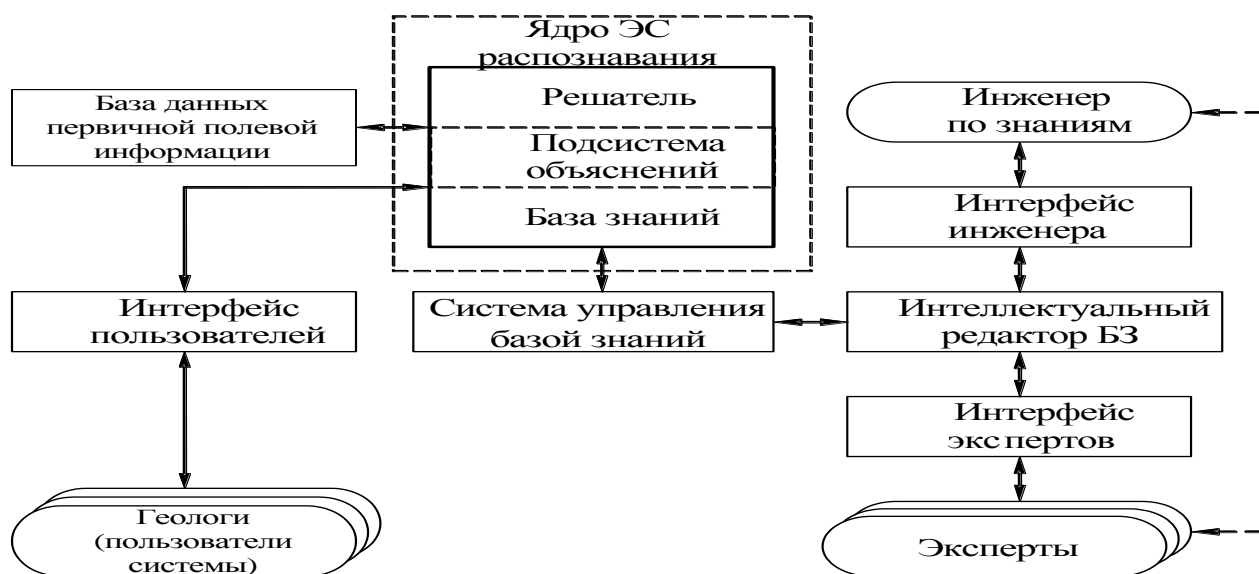 Ядро ЭС
распознавания
Решатель
Подсистема
объяснений
База знаний
База данных
первичной полевой
информации
Инженер
по знаниям
Интерфейс
инженера
Интерфейс
пользователей
Система управления
базой знаний
Интеллектуальный
редактор БЗ
Интерфейс
экспертов
Геологи
(пользователи
системы)
Эксперты